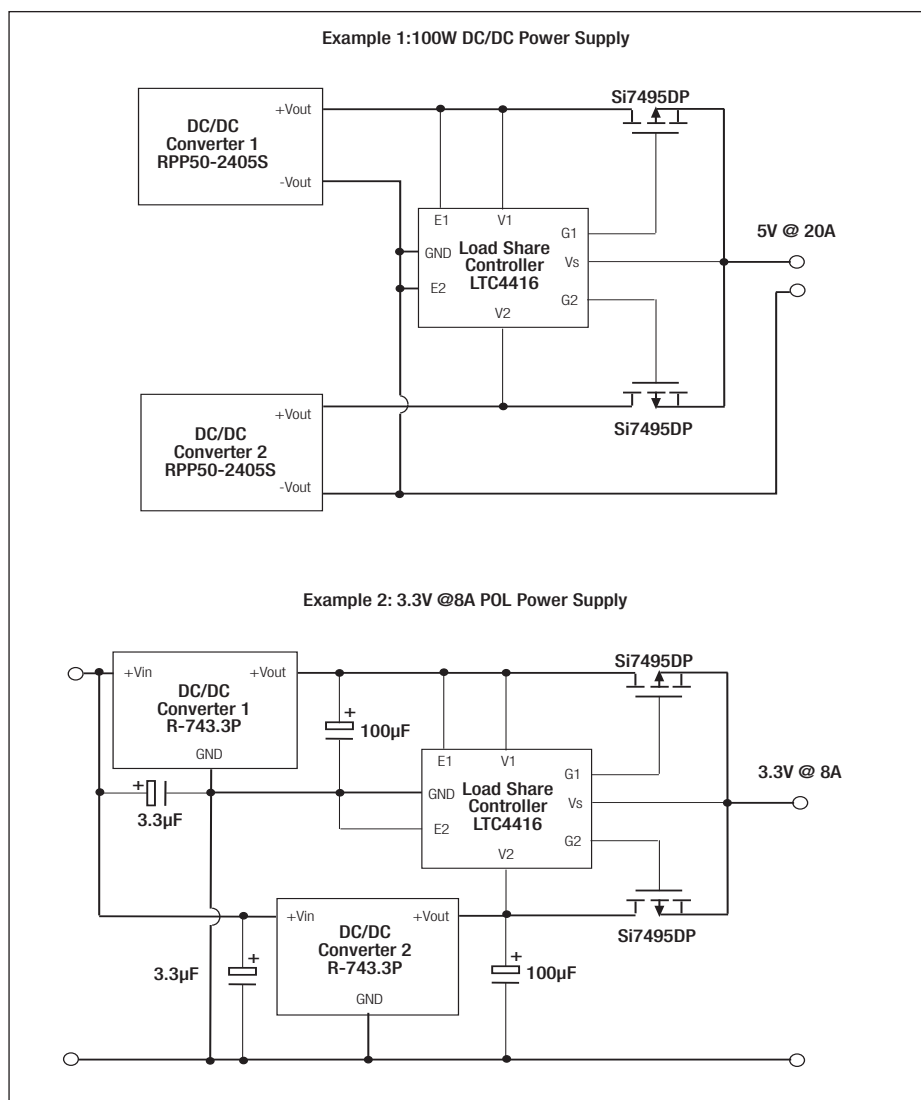 Example 1:100W DC/DC Power Supply
Si7495DP
+Vout
DC/DC
Converter 1
RPP50-2405S
-Vout
E1
V1
G1
GND
Load Share
Controller
LTC4416
Vs
E2
G2
V2
5V @ 20A
+Vout
DC/DC
Converter 2
RPP50-2405S
-Vout
Si7495DP
Example 2: 3.3V @8A POL Power Supply
Si7495DP
+Vin
+Vout
DC/DC
Converter 1
R-743.3P
GND
+
100µF
+
3.3µF
E1
V1
G1
GND
Load Share
Controller
LTC4416
Vs
E2
G2
V2
3.3V @ 8A
+Vin
+Vout
DC/DC
Converter 2
R-743.3P
GND
3.3µF
+
+
100µF
Si7495DP